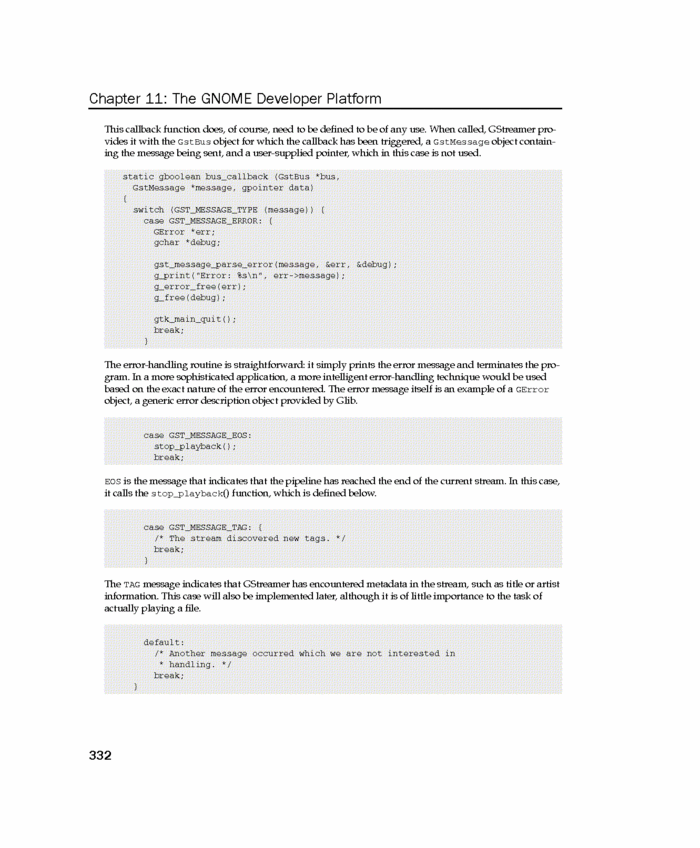 Chapter 11: The GNOME Developer Platform
This callback function does, of course, need to be defined to be of any use. When called, GStreamer pro-
vides it with the GstBus object for which the callback has been triggered, a GstMessage object contain-
ing the message being sent, and a user-supplied pointer, which in this case is not used.
static gboolean bus_callback (GstBus *bus,
GstMessage *message, gpointer data)
{
switch (GST_MESSAGE_TYPE (message)) {
case GST_MESSAGE_ERROR: {
GError *err;
gchar *debug;
gst_message_parse_error(message, &err, &debug);
g_print("Error: %s\n", err->message);
g_error_free(err);
g_free(debug);
gtk_main_quit();
break;
}
The error-handling routine is straightforward: it simply prints the error message and terminates the pro-
gram. In a more sophisticated application, a more intelligent error-handling technique would be used
based on the exact nature of the error encountered. The error message itself is an example of a GError
object, a generic error description object provided by Glib.
case GST_MESSAGE_EOS:
stop_playback();
break;
EOS is the message that indicates that the pipeline has reached the end of the current stream. In this case,
it calls the stop_playback() function, which is defined below.
case GST_MESSAGE_TAG: {
/* The stream discovered new tags. */
break;
}
The TAG message indicates that GStreamer has encountered metadata in the stream, such as title or artist
information. This case will also be implemented later, although it is of little importance to the task of
actually playing a file.
default:
/* Another message occurred which we are not interested in
* handling. */
break;
}
332